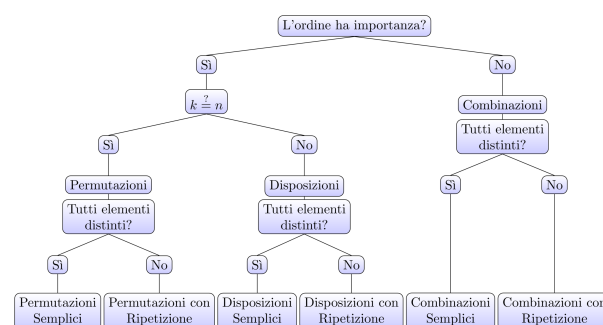 L'ordine ha importanza?
Sì
No
k ?= n
Combinazioni
Tutti elementi
distinti?
Sì
No
Sì
No
Permutazioni
Disposizioni
Tutti elementi
distinti?
Tutti elementi
distinti?
Sì
No
Sì
No
Permutazioni
Semplici
Permutazioni con
Ripetizione
Disposizioni
Semplici
Disposizioni con
Ripetizione
Combinazioni
Semplici
Combinazioni con
Ripetizione